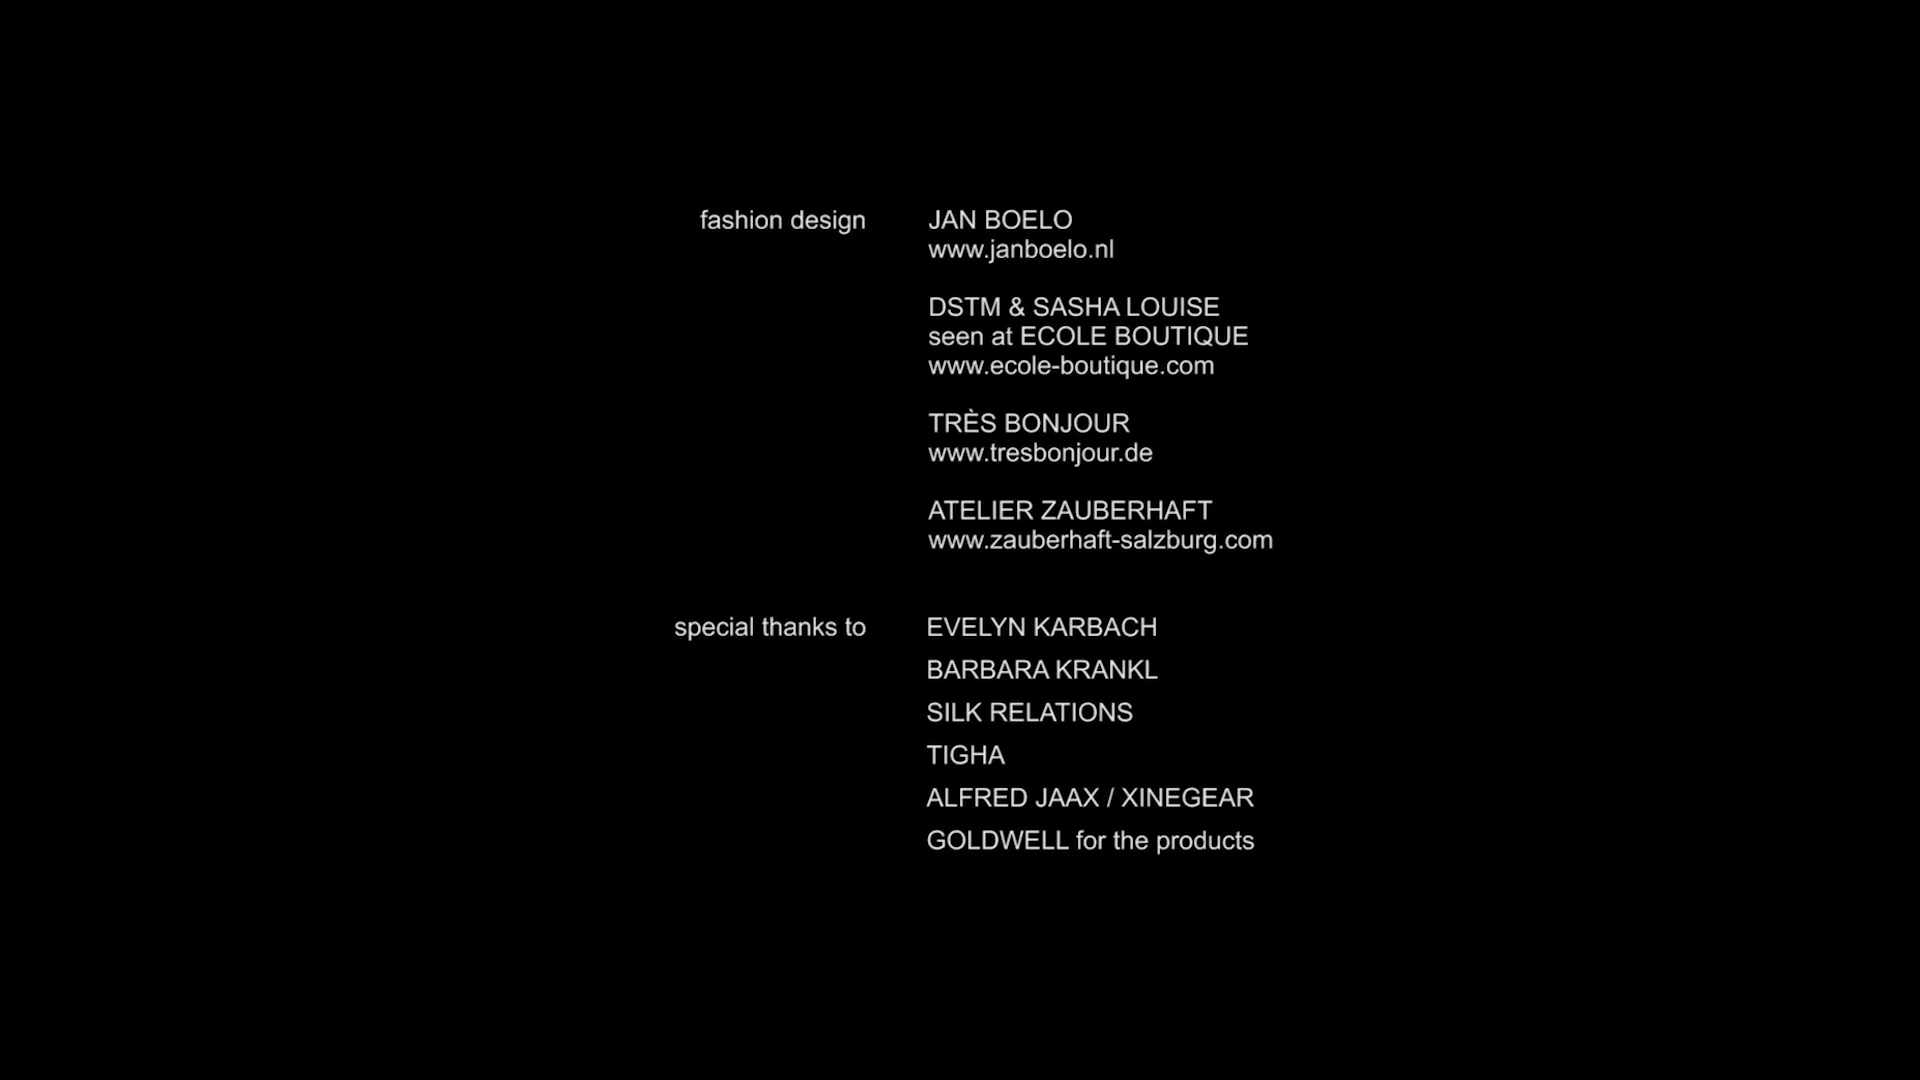 fashion design JAN BOELO
www.janboelo.nl
DSTM & SASHA LOUISE
seen at ECOLE BOUTIQUE
www.ecole-boutique.com
TRÈS BONJOUR
www.tresbonjour.de
ATELIER ZAUBERHAFT
www.zauberhaft-salzburg.com
special thanks to EVELYN KARBACH
BARBARA KRANKL
SILK RELATIONS
TIGHA
ALFRED JAAX / XINEGEAR
GOLDWELL for the products